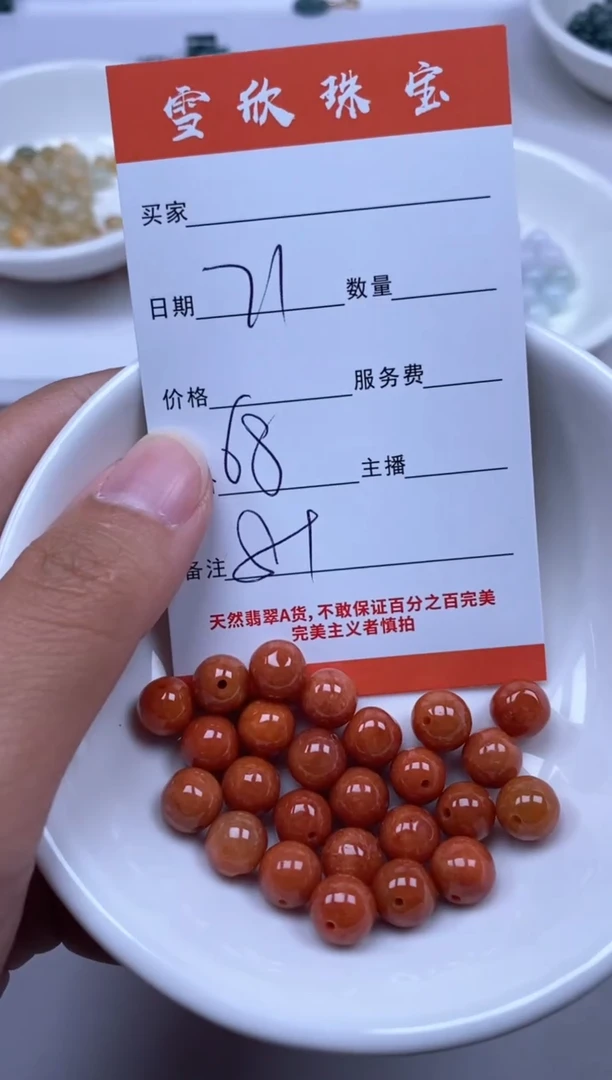 雪欣珠宝
买家
日期 21 数量
价格 服务费
68 主播
备注 81
天然翡翠A货,不敢保证百分之百完美
完美主义者慎拍